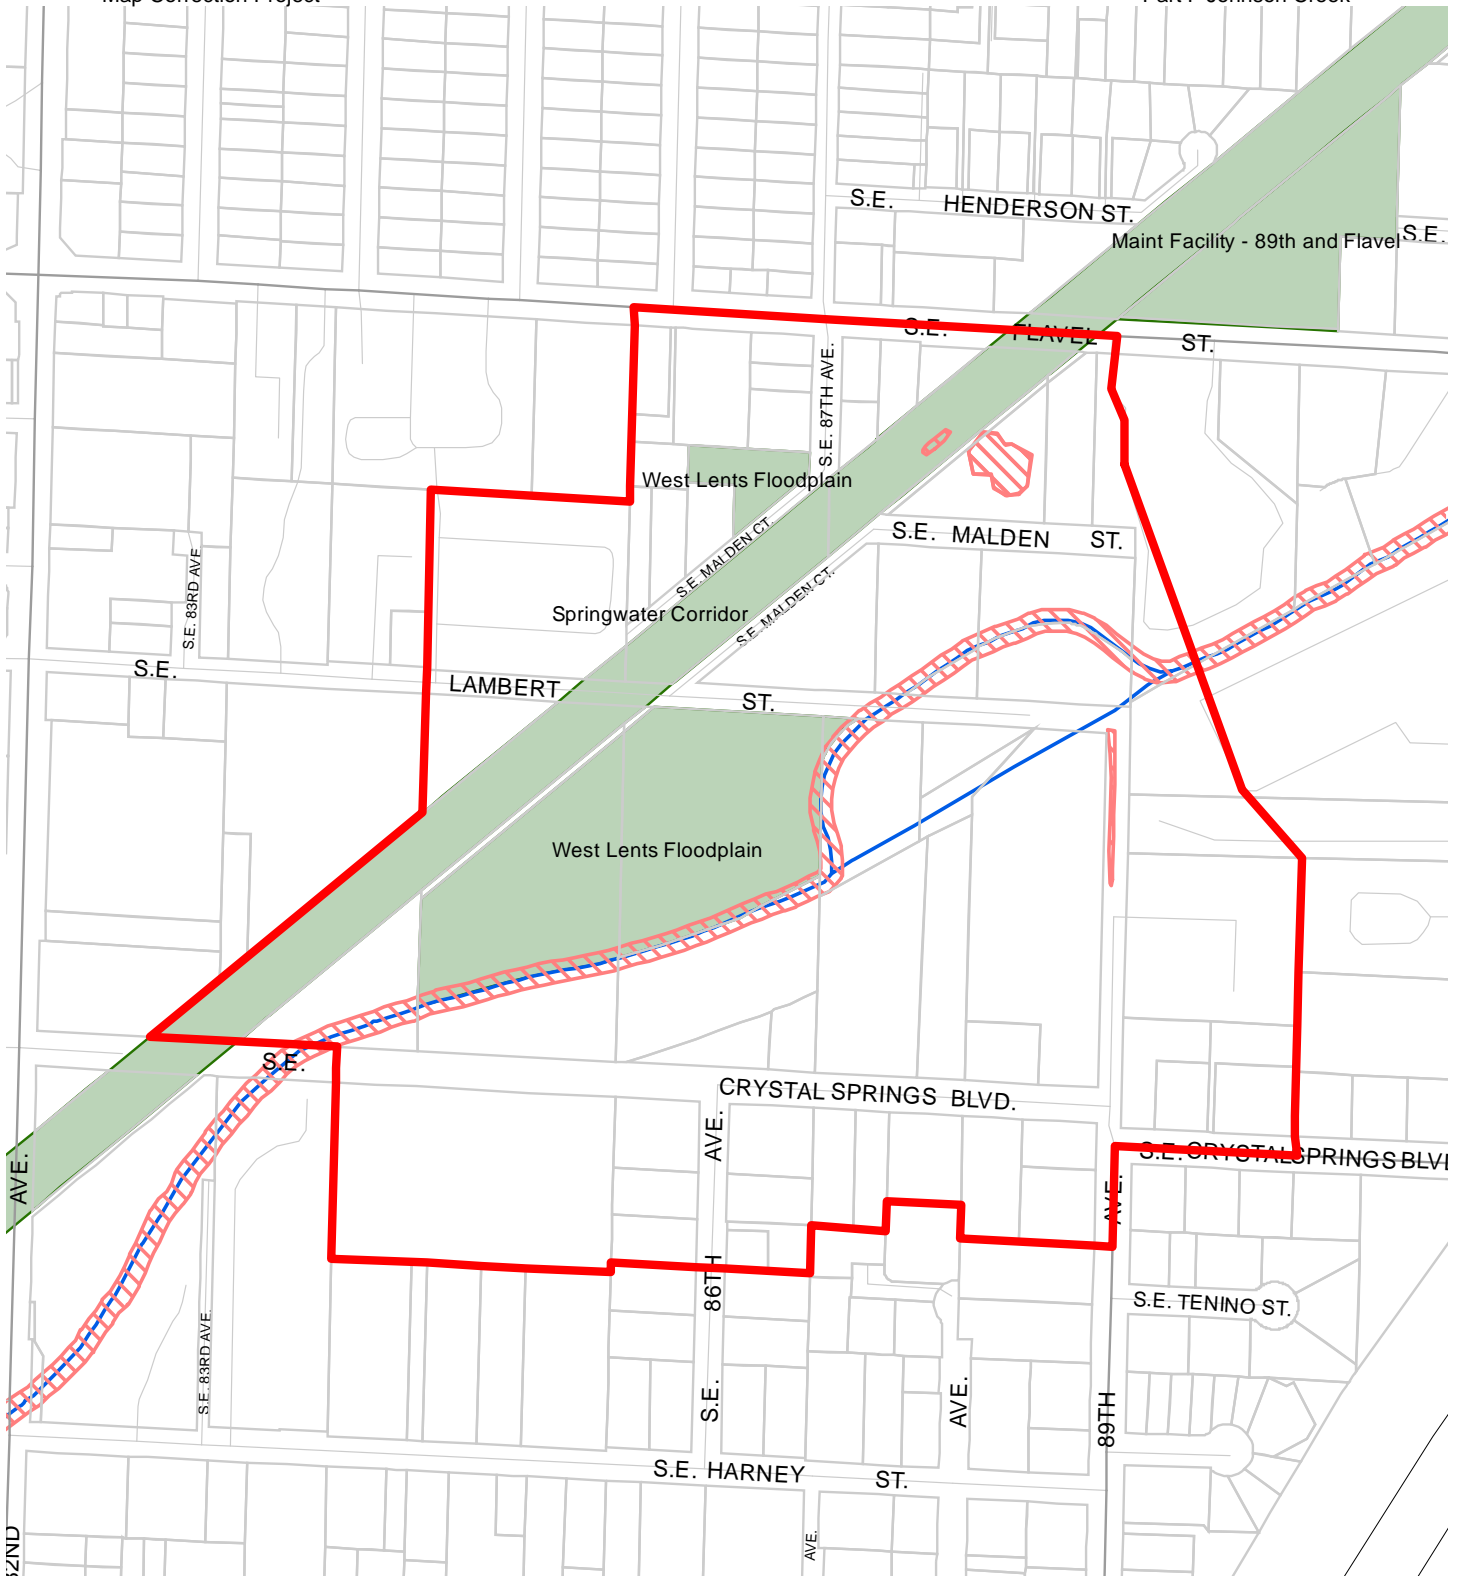 S.E. HENDERSON ST.
S.E.
Maint Facility - 89th and Flavel
S.E. FLAVEL ST.
S.E. 87TH AVE.
West Lents Floodplain
S.E. MALDEN ST.
S.E. MALDEN CT.
S.E. MALDEN CT.
S.E. 83RD AVE
Springwater Corridor
S.E. LAMBERT ST.
West Lents Floodplain
S.E. CRYSTAL SPRINGS BLVD.
S.E. CRYSTAL SPRINGS BLV
AVE.
S.E. 86TH AVE.
89TH AVE.
S.E. TENINO ST.
S.E. 83RD AVE.
AVE.
S.E. HARNEY ST.
AVE.